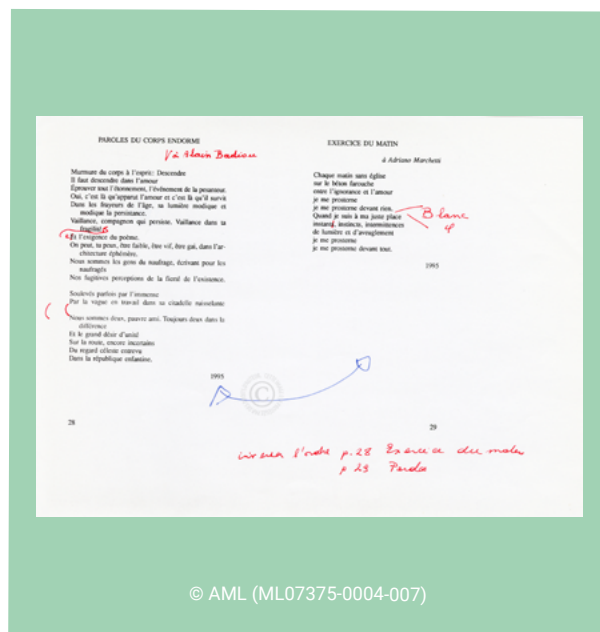 PAROLES DU CORPS ENDORMI
à Alain Badiou
Murmure du corps à l'esprit: Descendre
Il faut descendre dans l'amour
Éprouver tout l'étonnement, l'événement de la pesanteur.
Oui, c'est là qu'apparut l'amour et c'est là qu'il survit
Dans les frayeurs de l'âge, sa lumière modique et
modique la persistance.
Vaillance, compagnon qui persiste. Vaillance dans ta
fragilité
Et l'exigence du poème.
On peut, tu peux, être faible, être vif, être gai, dans l'ar-
chitecture éphémère.
Nous sommes les gens du naufrage, écrivant pour les
naufragés
Nos fugitives perceptions de la fierté de l'existence.
Soulevés parfois par l'immense
Par la vague en travail dans sa citadelle ruisselante
Nous sommes deux, pauvre ami. Toujours deux dans la
différence
Et le grand désir d'unité
Sur la route, encore incertains
Du regard céleste entrevu
Dans la république enfantine.
1995
28
EXERCICE DU MATIN
à Adriano Marchetti
Chaque matin sans église
sur le béton farouche
entre l'ignorance et l'amour
je me prosterne
je me prosterne devant rien.
Blanc
Quand je suis à ma juste place
instants, instincts, intermittences
de lumière et d'aveuglement
je me prosterne
je me prosterne devant tout.
1995
29
inverser l'ordre p. 28 Exercice du matin
p 29 Paroles
© AML (ML07375-0004-007)